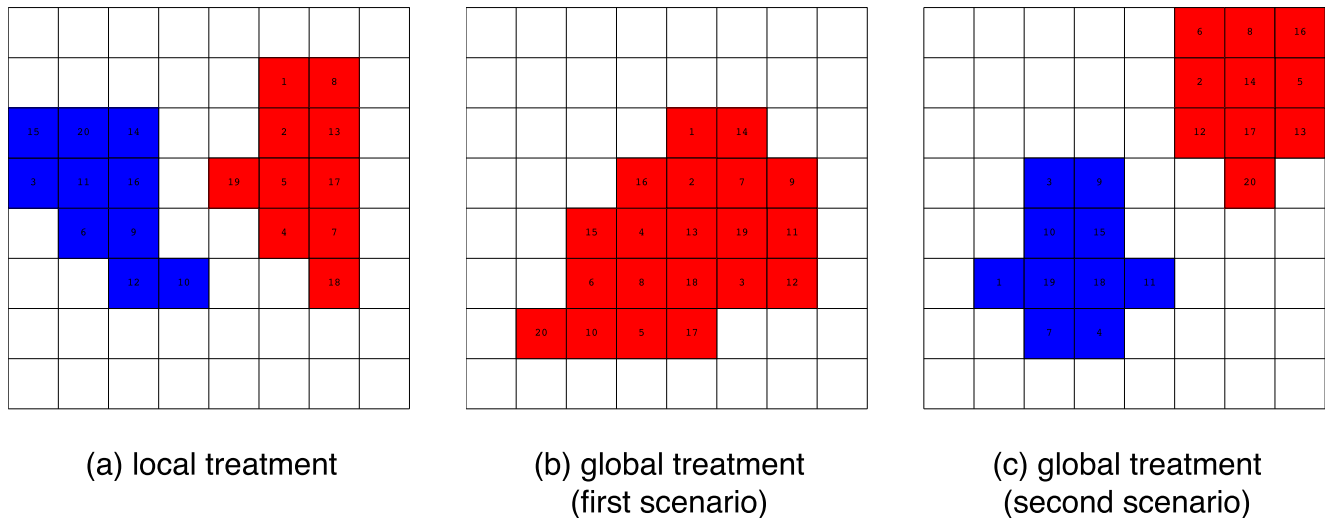 1 8
15 20 14 2 13
3 11 16 19 5 17
6 9 4 7
12 10 18
(a) local treatment
1 14
16 2 7 9
15 4 13 19 11
6 8 18 3 12
20 10 5 17
(b) global treatment
(first scenario)
6 8 16
2 14 5
12 17 13
3 9 20
10 15
1 19 18 11
7 4
(c) global treatment
(second scenario)